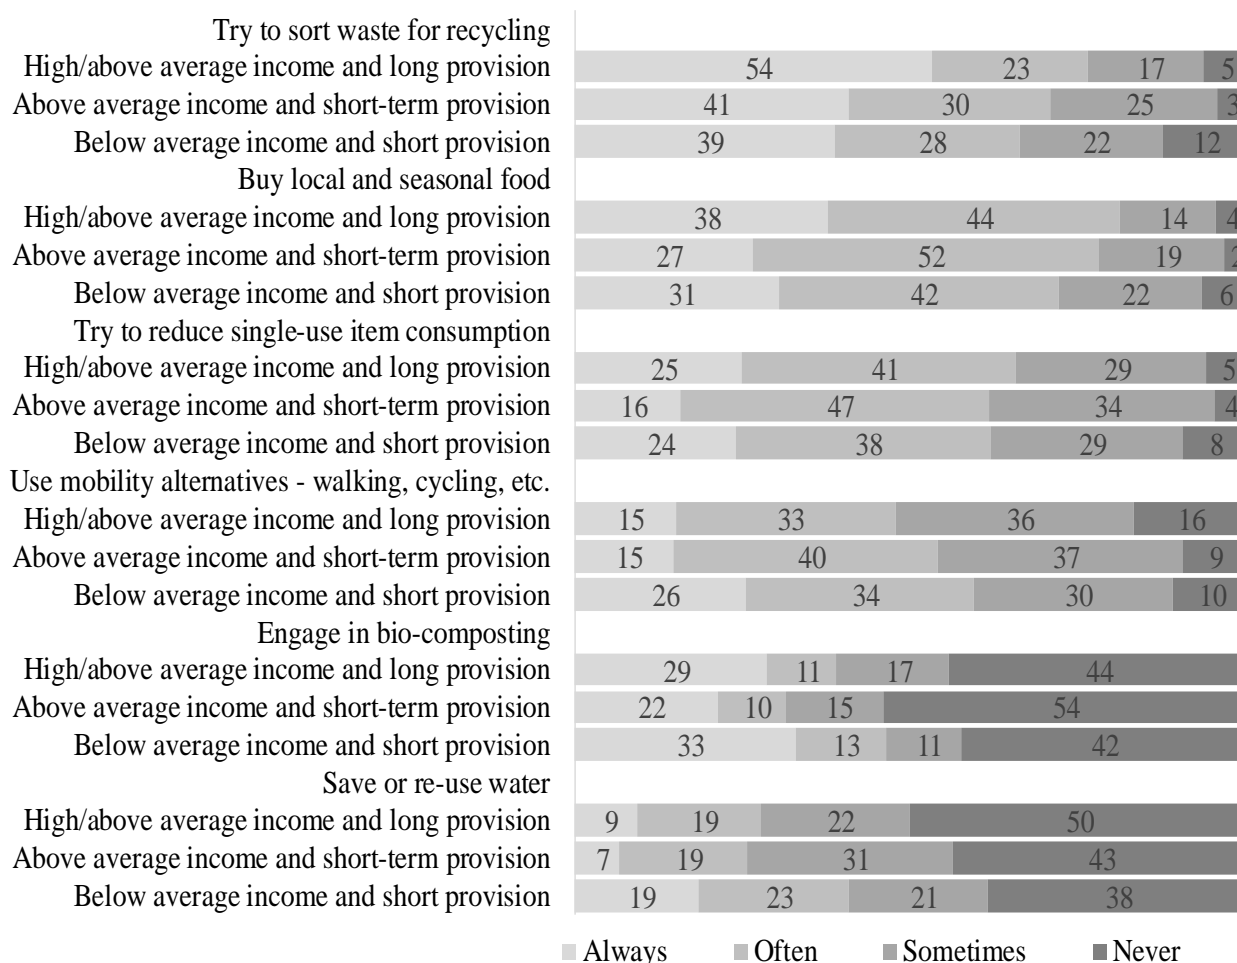 Try to sort waste for recycling
High/above average income and long provision 54 23 17 5
Above average income and short-term provision 41 30 25 3
Below average income and short provision 39 28 22 12
Buy local and seasonal food
High/above average income and long provision 38 44 14 4
Above average income and short-term provision 27 52 19 2
Below average income and short provision 31 42 22 6
Try to reduce single-use item consumption
High/above average income and long provision 25 41 29 5
Above average income and short-term provision 16 47 34 4
Below average income and short provision 24 38 29 8
Use mobility alternatives - walking, cycling, etc.
High/above average income and long provision 15 33 36 16
Above average income and short-term provision 15 40 37 9
Below average income and short provision 26 34 30 10
Engage in bio-composting
High/above average income and long provision 29 11 17 44
Above average income and short-term provision 22 10 15 54
Below average income and short provision 33 13 11 42
Save or re-use water
High/above average income and long provision 9 19 22 50
Above average income and short-term provision 7 19 31 43
Below average income and short provision 19 23 21 38
Always Often Sometimes Never